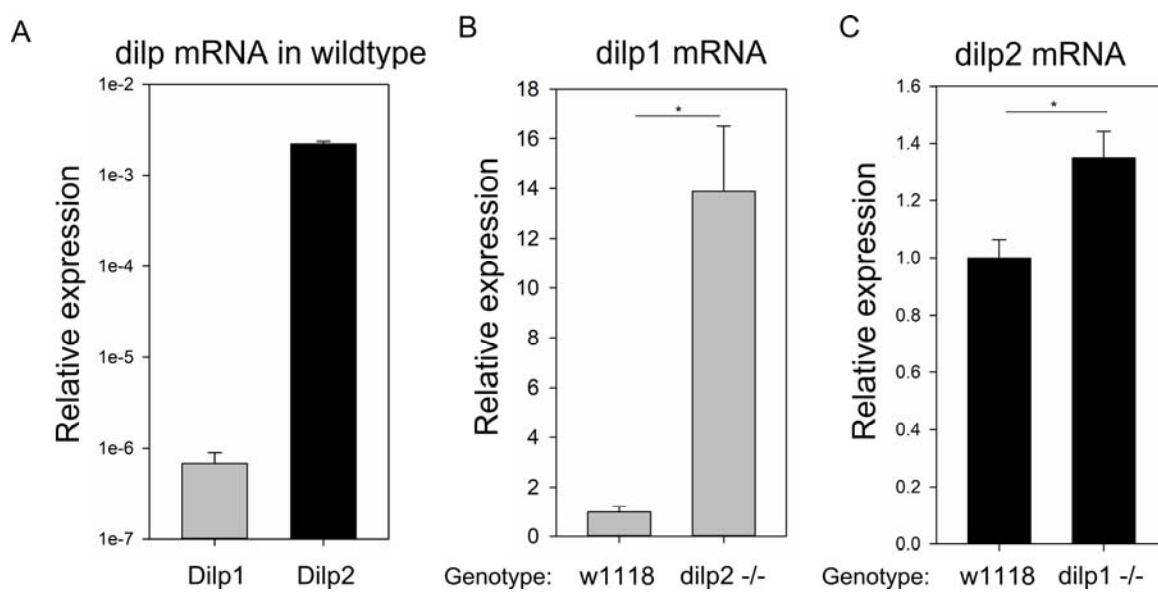 A
dilp mRNA in wildtype
1e-2
1e-3
1e-4
1e-5
1e-6
1e-7
Relative expression
Dilp1 Dilp2
B
dilp1 mRNA
18
16
14
12
10
8
6
4
2
0
Relative expression
*
Genotype: w1118 dilp2 -/-
C
dilp2 mRNA
1.6
1.4
1.2
1.0
0.8
0.6
0.4
0.2
0.0
Relative expression
*
Genotype: w1118 dilp1 -/-